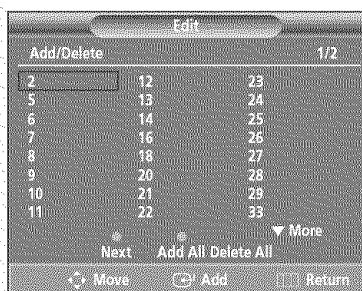 Edit
Add/Delete 1/2
2 12 23
5 13 24
6 14 25
7 16 26
8 18 27
9 20 28
10 21 29
11 22 33
▼ More
Next Add All Delete All
Move Add Return